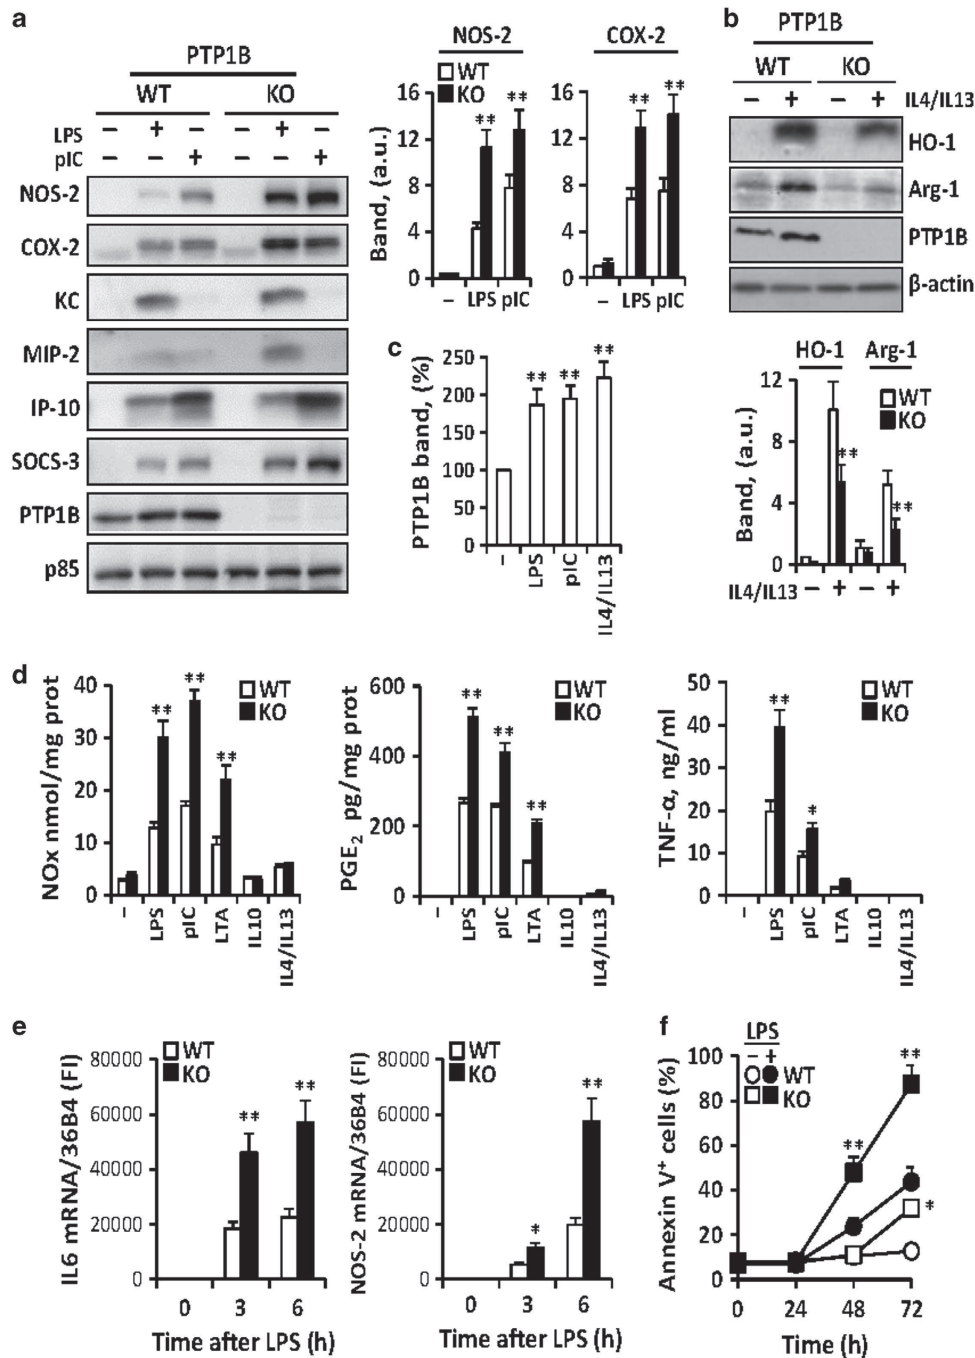 a
PTP1B
WT KO
LPS – + – – + –
pIC – – + – – +
NOS-2
COX-2
KC
MIP-2
IP-10
SOCS-3
PTP1B
p85
NOS-2 COX-2
WT
KO
Band, (a.u.)
16
12
8
4
0
** **
– LPS pIC
16
12
8
4
0
** **
– LPS pIC
b
PTP1B
WT KO
– + – + IL4/IL13
HO-1
Arg-1
PTP1B
β-actin
HO-1 Arg-1
WT
KO
Band, (a.u.)
12
8
4
0
** **
IL4/IL13 – + – +
c
PTP1B band, (%)
250
200
150
100
50
0
** ** **
– LPS pIC IL4/IL13
d
NOx nmol/mg prot
40
30
20
10
0
WT
KO
** ** **
– LPS pIC LTA IL10 IL4/IL13
PGE2 pg/mg prot
600
400
200
0
WT
KO
** ** **
– LPS pIC LTA IL10 IL4/IL13
TNF-α, ng/ml
50
40
30
20
10
0
WT
KO
** *
– LPS pIC LTA IL10 IL4/IL13
e
IL6 mRNA/36B4 (FI)
80000
60000
40000
20000
0
WT
KO
** **
0 3 6
Time after LPS (h)
NOS-2 mRNA/36B4 (FI)
80000
60000
40000
20000
0
WT
KO
* **
0 3 6
Time after LPS (h)
f
LPS
– +
WT
KO
Annexin V+ cells (%)
100
80
60
40
20
0
** ** *
0 24 48 72
Time (h)